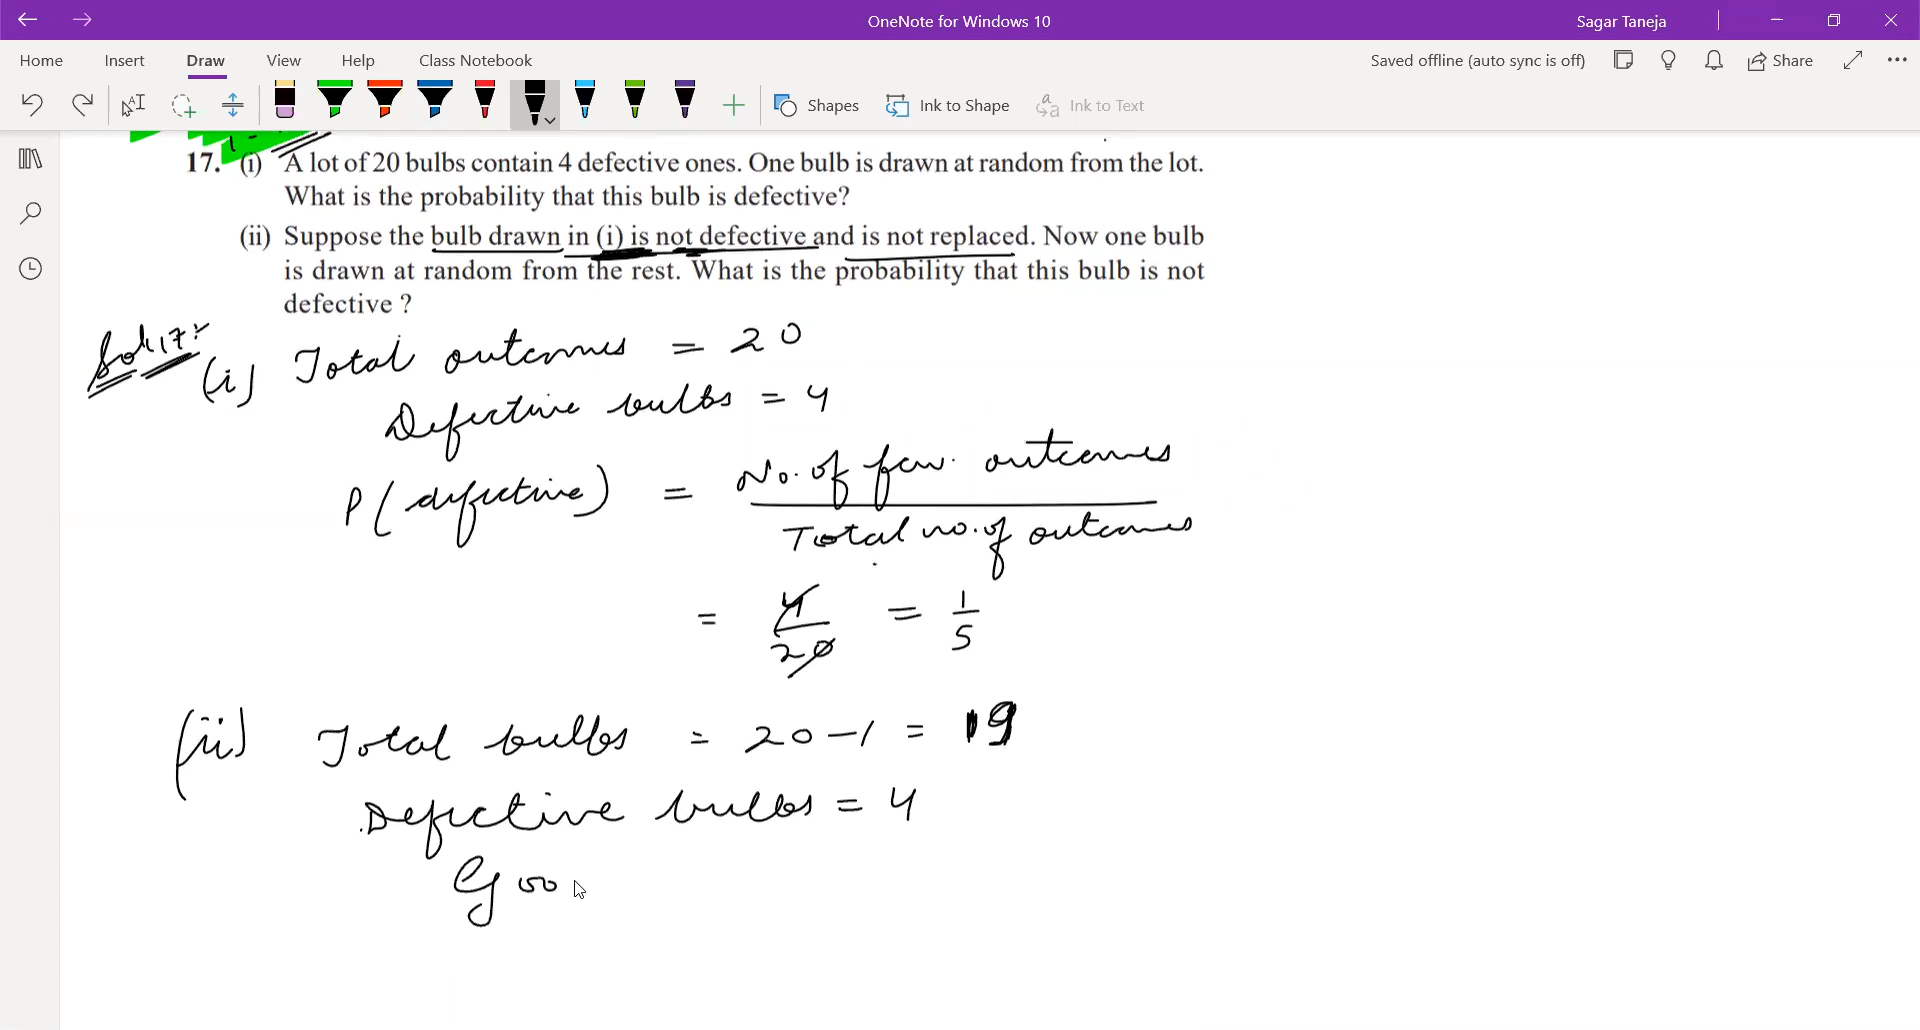 OneNote for Windows 10
Sagar Taneja
Home Insert Draw View Help Class Notebook
Saved offline (auto sync is off) Share
Shapes Ink to Shape Ink to Text
17. (i) A lot of 20 bulbs contain 4 defective ones. One bulb is drawn at random from the lot.
What is the probability that this bulb is defective?
(ii) Suppose the bulb drawn in (i) is not defective and is not replaced. Now one bulb
is drawn at random from the rest. What is the probability that this bulb is not
defective ?
Sol 17:
(i) Total outcomes = 20
Defective bulbs = 4
P(defective) = No. of fav. outcomes
Total no. of outcomes
= 4/20 = 1/5
(ii) Total bulbs = 20 - 1 = 19
Defective bulbs = 4
Goo